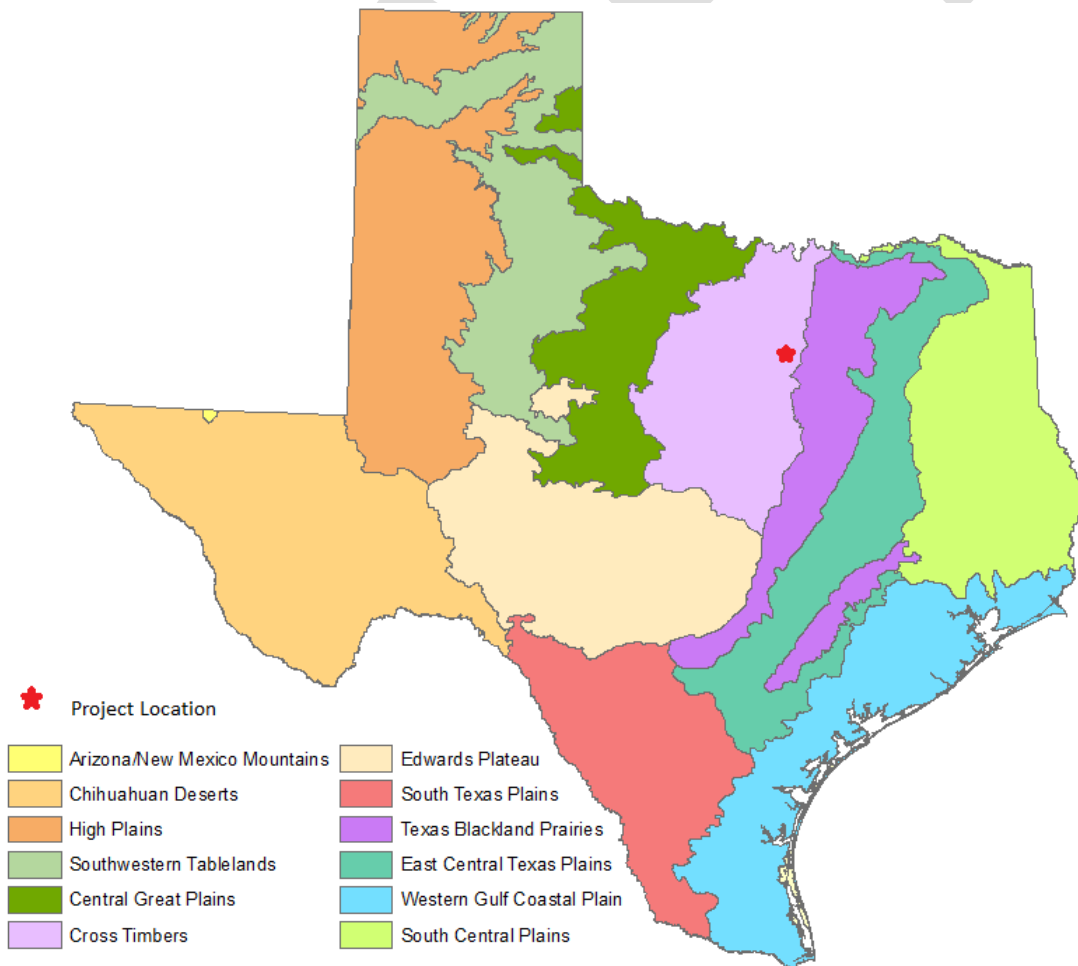 Project Location
Arizona/New Mexico Mountains
Chihuahuan Deserts
High Plains
Southwestern Tablelands
Central Great Plains
Cross Timbers
Edwards Plateau
South Texas Plains
Texas Blackland Prairies
East Central Texas Plains
Western Gulf Coastal Plain
South Central Plains